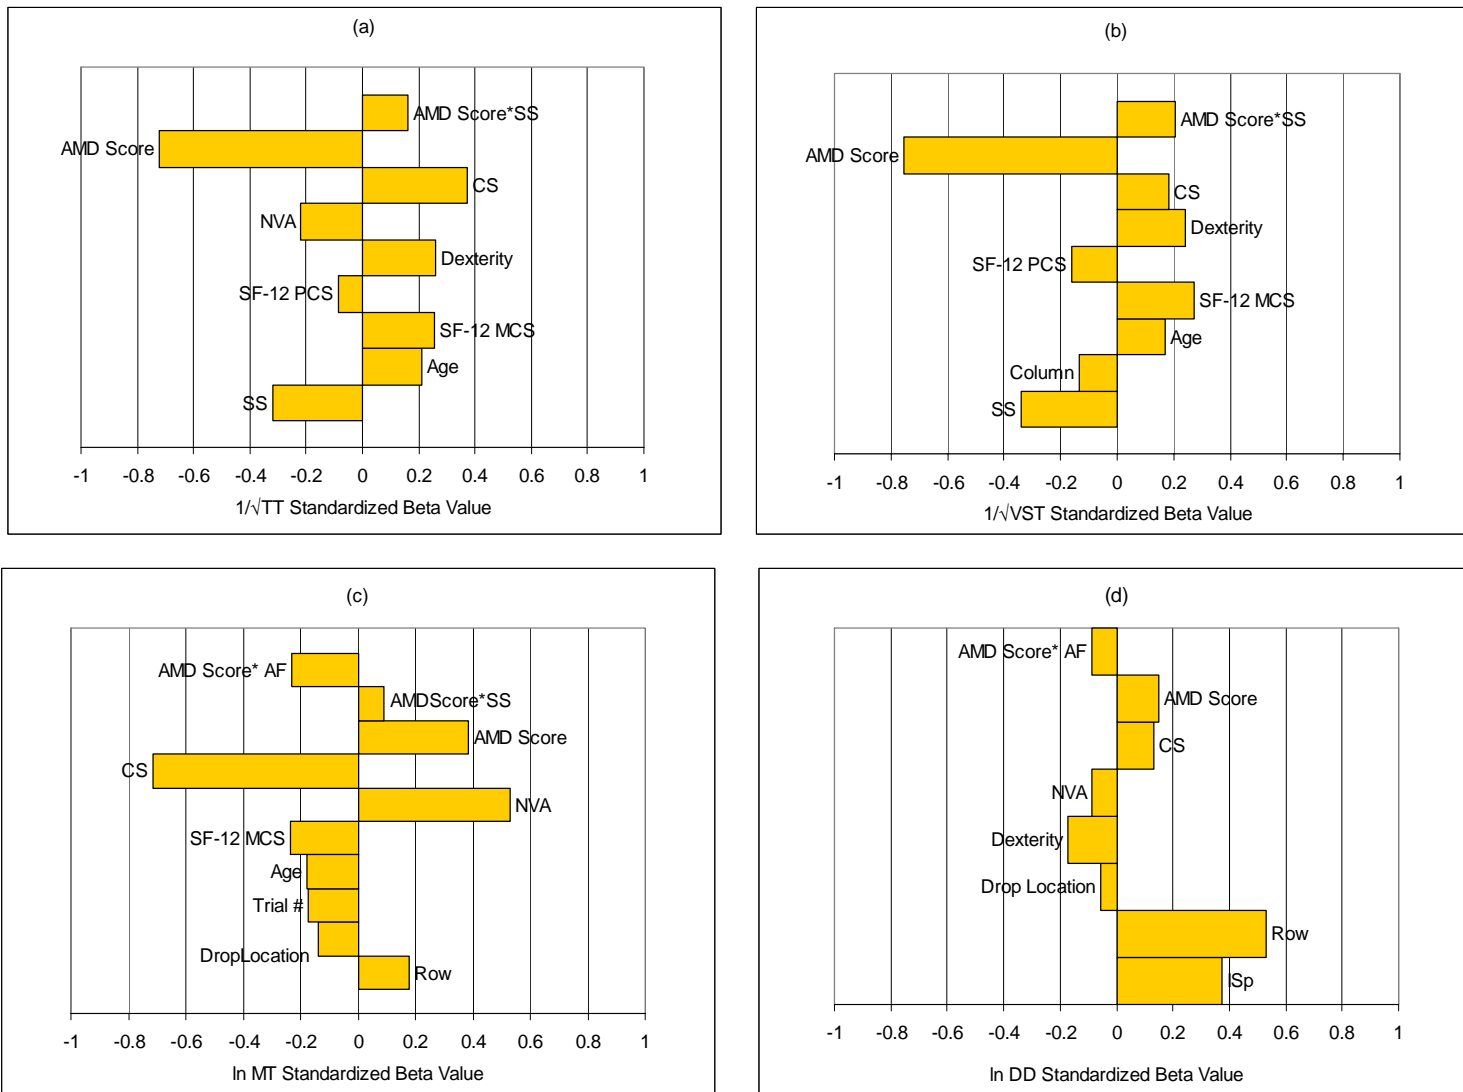 (a)
AMD Score*SS
AMD Score
CS
NVA
Dexterity
SF-12 PCS
SF-12 MCS
Age
SS
-1 -0.8 -0.6 -0.4 -0.2 0 0.2 0.4 0.6 0.8 1
1/√TT Standardized Beta Value
(b)
AMD Score*SS
AMD Score
CS
Dexterity
SF-12 PCS
SF-12 MCS
Age
Column
SS
-1 -0.8 -0.6 -0.4 -0.2 0 0.2 0.4 0.6 0.8 1
1/√VST Standardized Beta Value
(c)
AMD Score* AF
AMDScore*SS
AMD Score
CS
NVA
SF-12 MCS
Age
Trial #
DropLocation
Row
-1 -0.8 -0.6 -0.4 -0.2 0 0.2 0.4 0.6 0.8 1
ln MT Standardized Beta Value
(d)
AMD Score* AF
AMD Score
CS
NVA
Dexterity
Drop Location
Row
ISp
-1 -0.8 -0.6 -0.4 -0.2 0 0.2 0.4 0.6 0.8 1
ln DD Standardized Beta Value